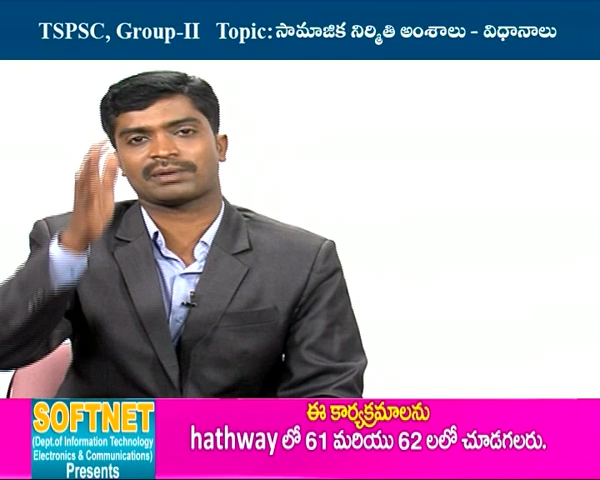 TSPSC, Group-II Topic: సామాజిక నిర్మితి అంశాలు - విధానాలు
SOFTNET
(Dept.of Information Technology
Electronics & Communications)
Presents
ఈ కార్యక్రమాలను
hathway లో 61 మరియు 62 లలో చూడగలరు.